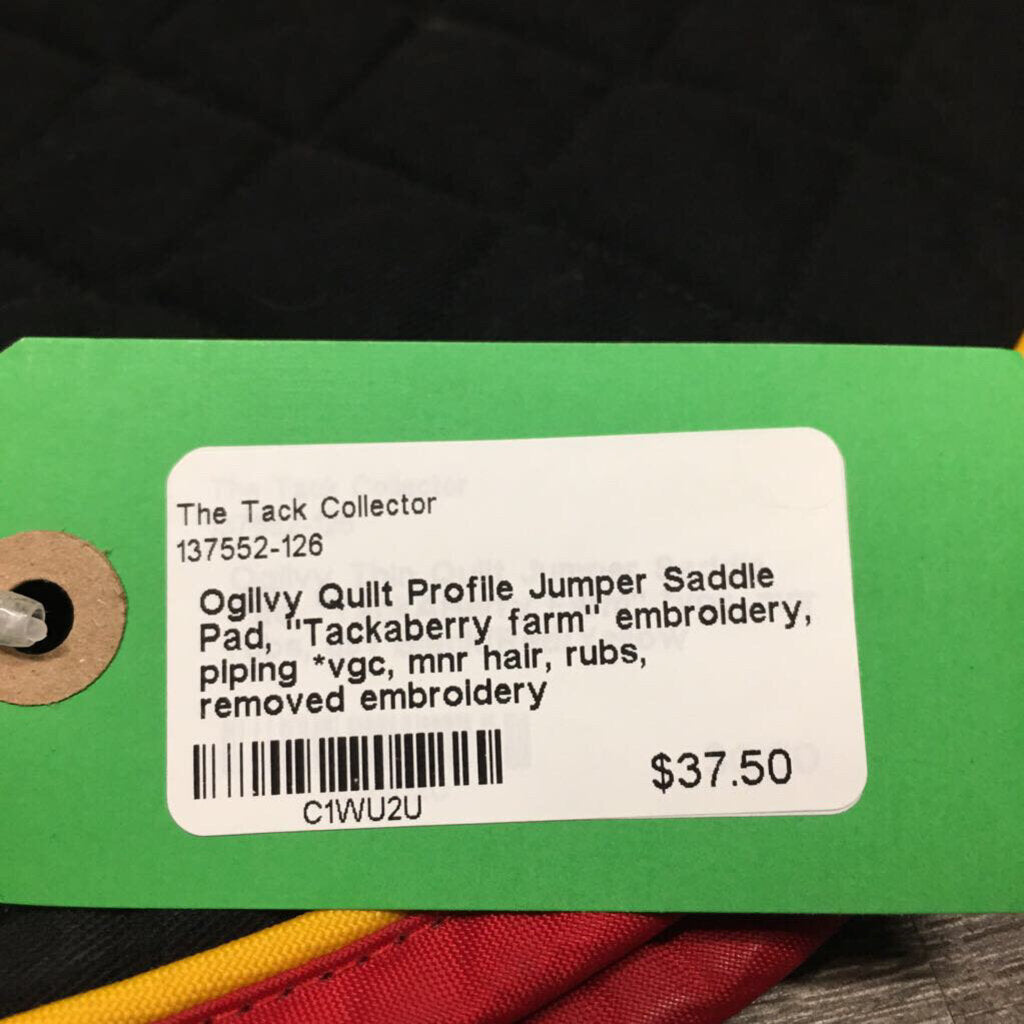 The Tack Collector
137552-126
Ogilvy Quilt Profile Jumper Saddle
Pad, "Tackaberry farm" embroidery,
piping *vgc, mnr hair, rubs,
removed embroidery
C1WU2U
$37.50